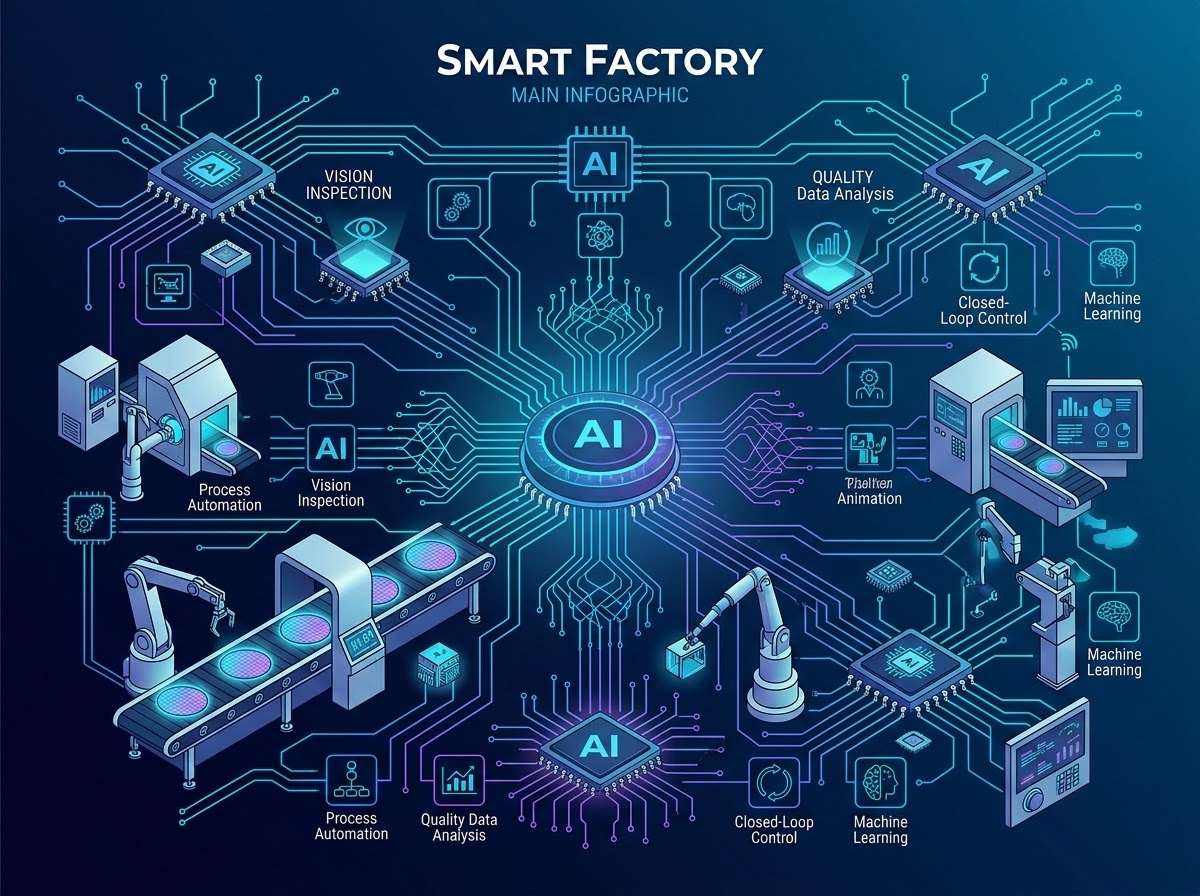 SMART FACTORY
MAIN INFOGRAPHIC
AI
AI
AI
VISION
INSPECTION
QUALITY
Data Analysis
Closed-
Loop Control
Machine
Learning
AI
AI
Process
Automation
Vision
Inspection
Animation
AI
Machine
Learning
AI
Process
Automation
Quality Data
Analysis
Closed-Loop
Control
Machine
Learning